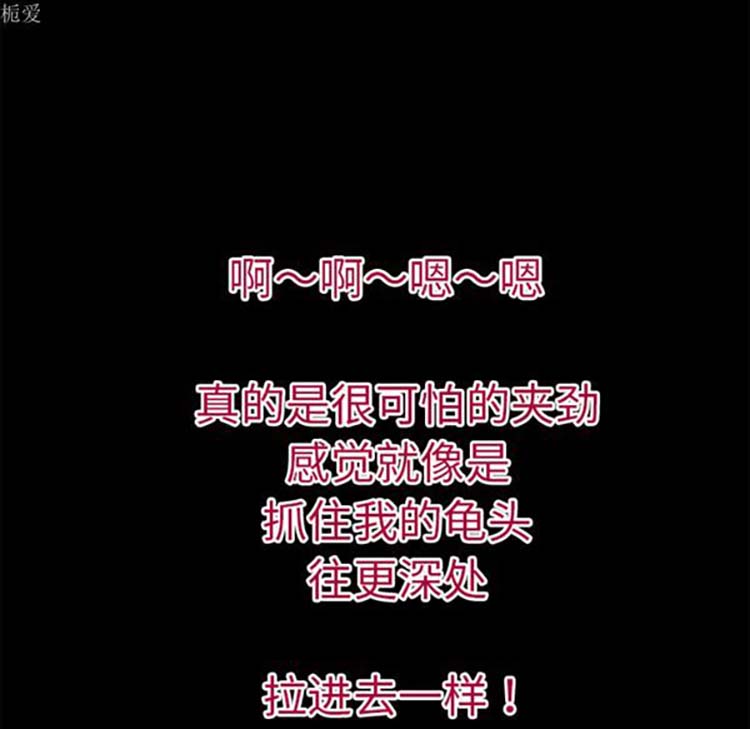 栀爱
啊～啊～嗯～嗯
真的是很可怕的夹劲
感觉就像是
抓住我的龟头
往更深处
拉进去一样！